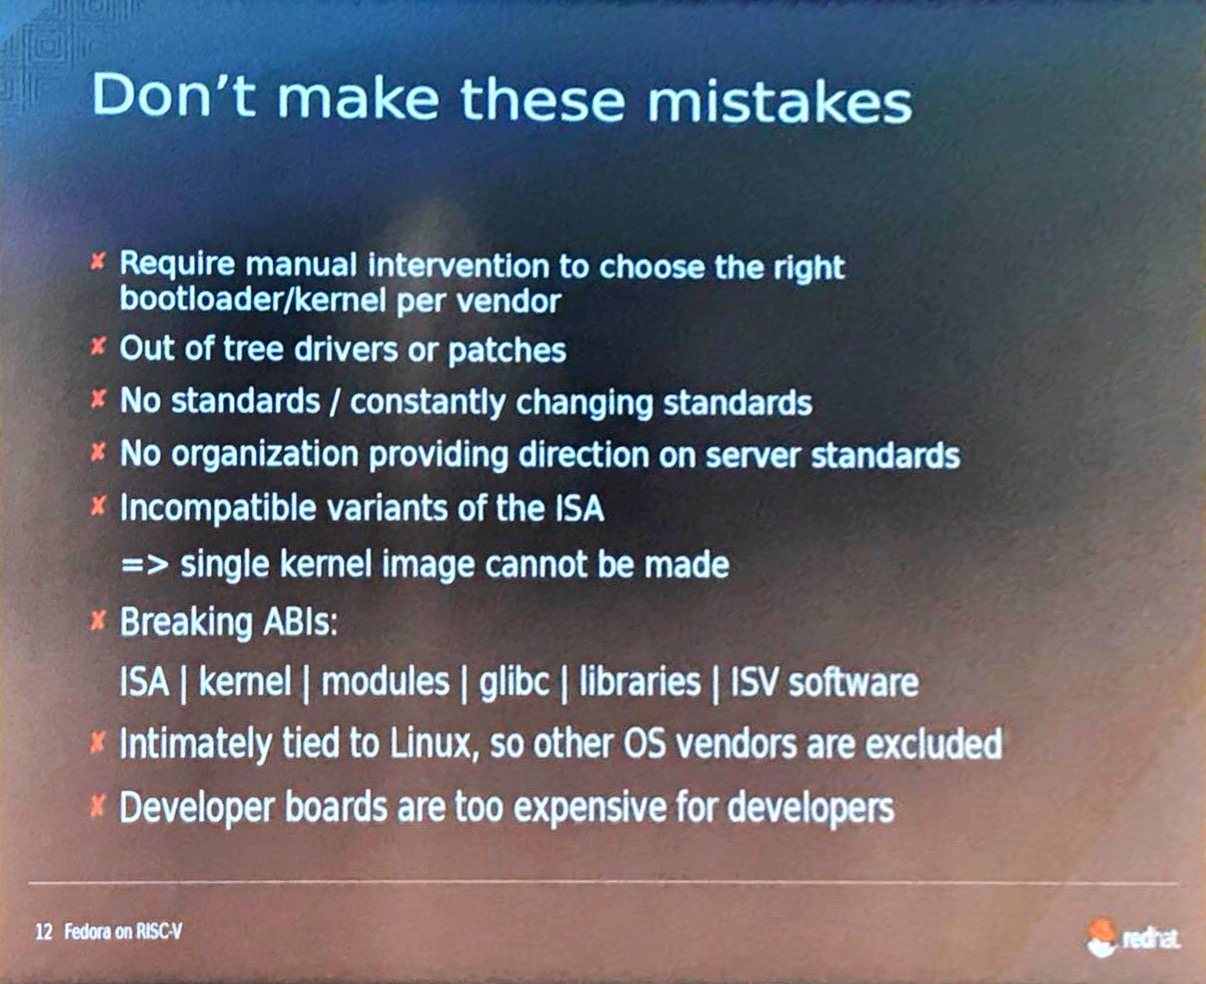 Don't make these mistakes
✘ Require manual intervention to choose the right
bootloader/kernel per vendor
✘ Out of tree drivers or patches
✘ No standards / constantly changing standards
✘ No organization providing direction on server standards
✘ Incompatible variants of the ISA
=> single kernel image cannot be made
✘ Breaking ABIs:
ISA | kernel | modules | glibc | libraries | ISV software
✘ Intimately tied to Linux, so other OS vendors are excluded
✘ Developer boards are too expensive for developers
12 Fedora on RISC-V
redhat.